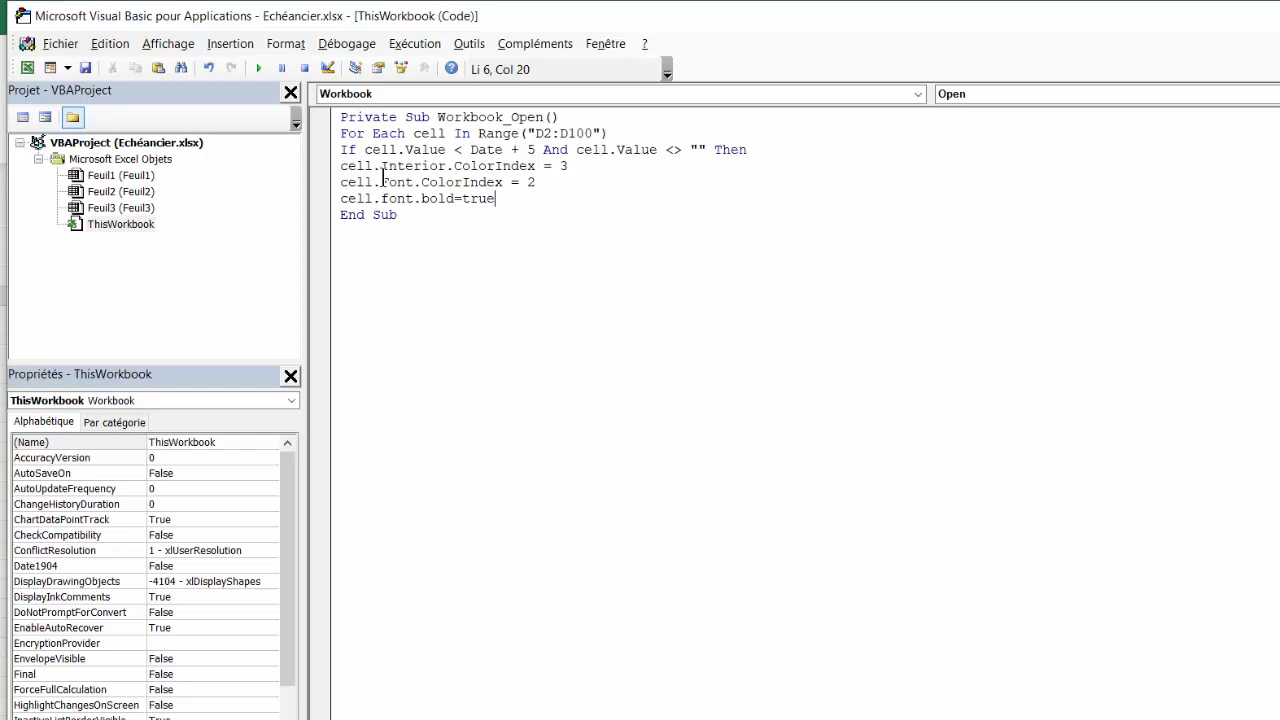 Microsoft Visual Basic pour Applications - Echéancier.xlsx - [ThisWorkbook (Code)]
Fichier Edition Affichage Insertion Format Débogage Exécution Outils Compléments Fenêtre ?
Li 6, Col 20
Projet - VBAProject
VBAProject (Echéancier.xlsx)
Microsoft Excel Objets
Feuil1 (Feuil1)
Feuil2 (Feuil2)
Feuil3 (Feuil3)
ThisWorkbook
Workbook Open
Private Sub Workbook_Open()
For Each cell In Range("D2:D100")
If cell.Value < Date + 5 And cell.Value <> "" Then
cell.Interior.ColorIndex = 3
cell.Font.ColorIndex = 2
cell.font.bold=true
End Sub
Propriétés - ThisWorkbook
ThisWorkbook Workbook
Alphabétique Par catégorie
(Name) ThisWorkbook
AccuracyVersion 0
AutoSaveOn False
AutoUpdateFrequency 0
ChangeHistoryDuration 0
ChartDataPointTrack True
CheckCompatibility False
ConflictResolution 1 - xlUserResolution
Date1904 False
DisplayDrawingObjects -4104 - xlDisplayShapes
DisplayInkComments True
DoNotPromptForConvert False
EnableAutoRecover True
EncryptionProvider
EnvelopeVisible False
Final False
ForceFullCalculation False
HighlightChangesOnScreen False
InactiveListBorderVisible True